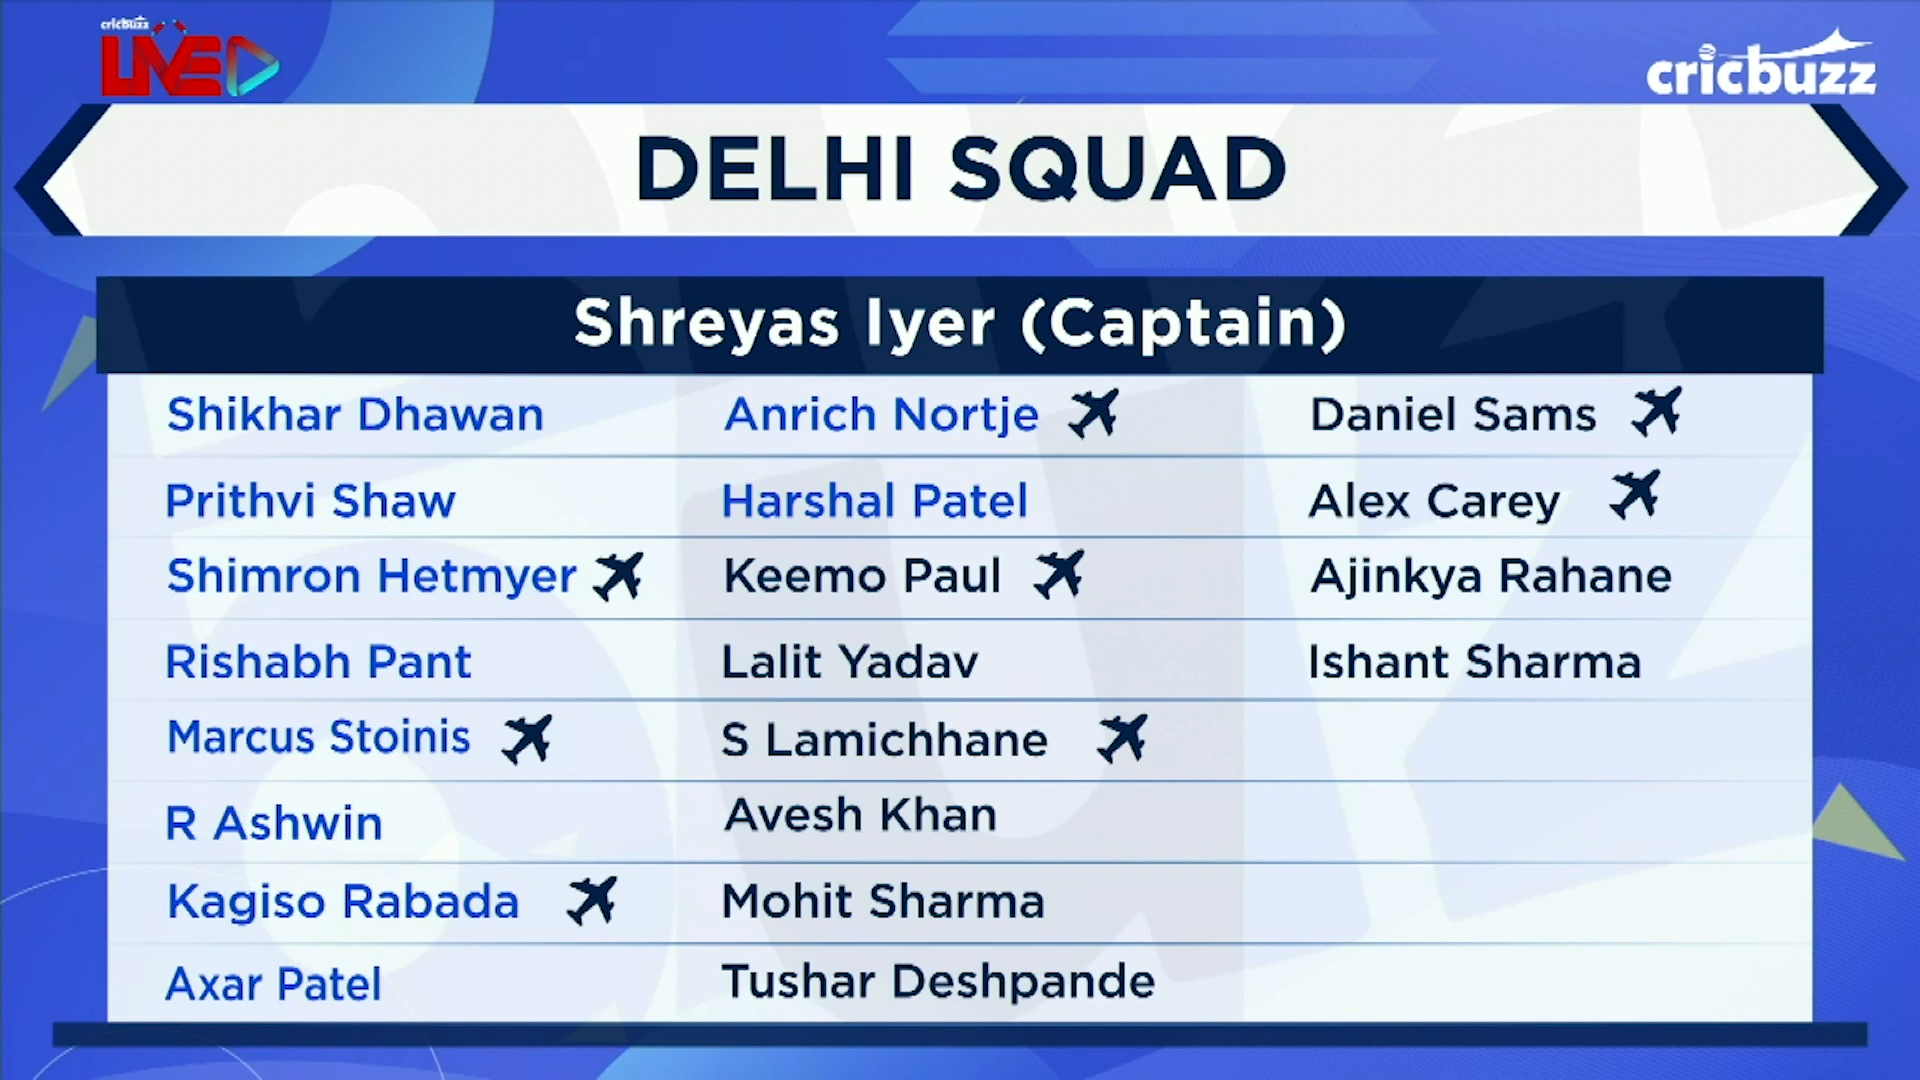 cricbuzz
LIVE
cricbuzz
DELHI SQUAD
Shreyas Iyer (Captain)
Shikhar Dhawan
Prithvi Shaw
Shimron Hetmyer
Rishabh Pant
Marcus Stoinis
R Ashwin
Kagiso Rabada
Axar Patel
Anrich Nortje
Harshal Patel
Keemo Paul
Lalit Yadav
S Lamichhane
Avesh Khan
Mohit Sharma
Tushar Deshpande
Daniel Sams
Alex Carey
Ajinkya Rahane
Ishant Sharma